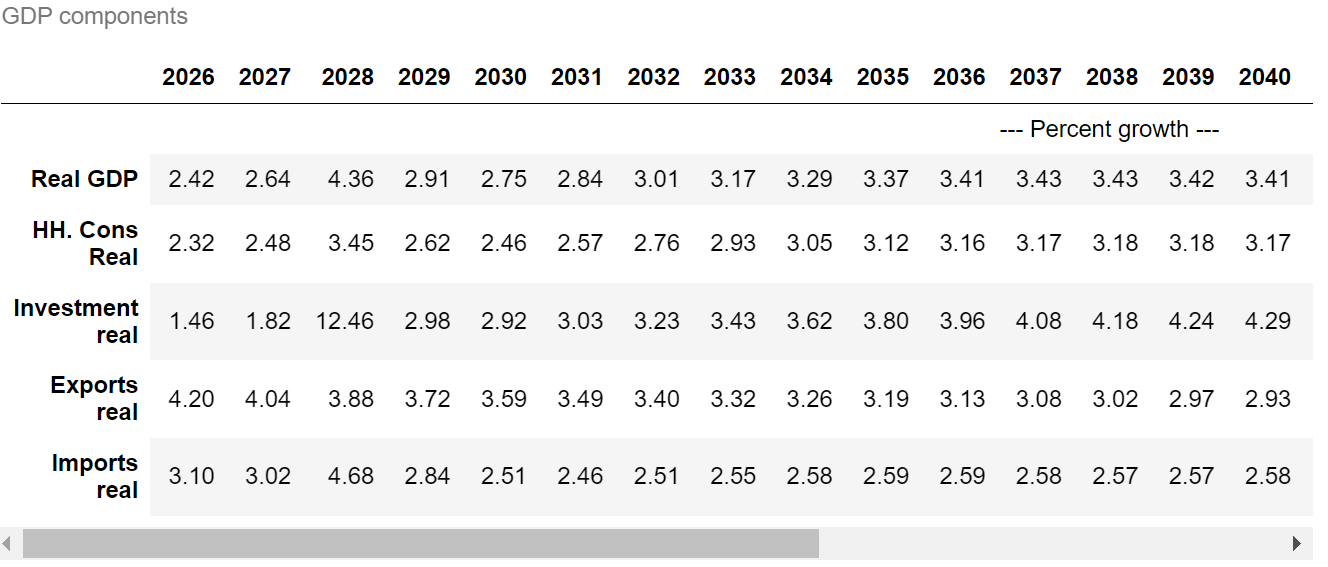 GDP components
2026 2027 2028 2029 2030 2031 2032 2033 2034 2035 2036 2037 2038 2039 2040
--- Percent growth ---
Real GDP 2.42 2.64 4.36 2.91 2.75 2.84 3.01 3.17 3.29 3.37 3.41 3.43 3.43 3.42 3.41
HH. Cons
Real 2.32 2.48 3.45 2.62 2.46 2.57 2.76 2.93 3.05 3.12 3.16 3.17 3.18 3.18 3.17
Investment
real 1.46 1.82 12.46 2.98 2.92 3.03 3.23 3.43 3.62 3.80 3.96 4.08 4.18 4.24 4.29
Exports
real 4.20 4.04 3.88 3.72 3.59 3.49 3.40 3.32 3.26 3.19 3.13 3.08 3.02 2.97 2.93
Imports
real 3.10 3.02 4.68 2.84 2.51 2.46 2.51 2.55 2.58 2.59 2.59 2.58 2.57 2.57 2.58